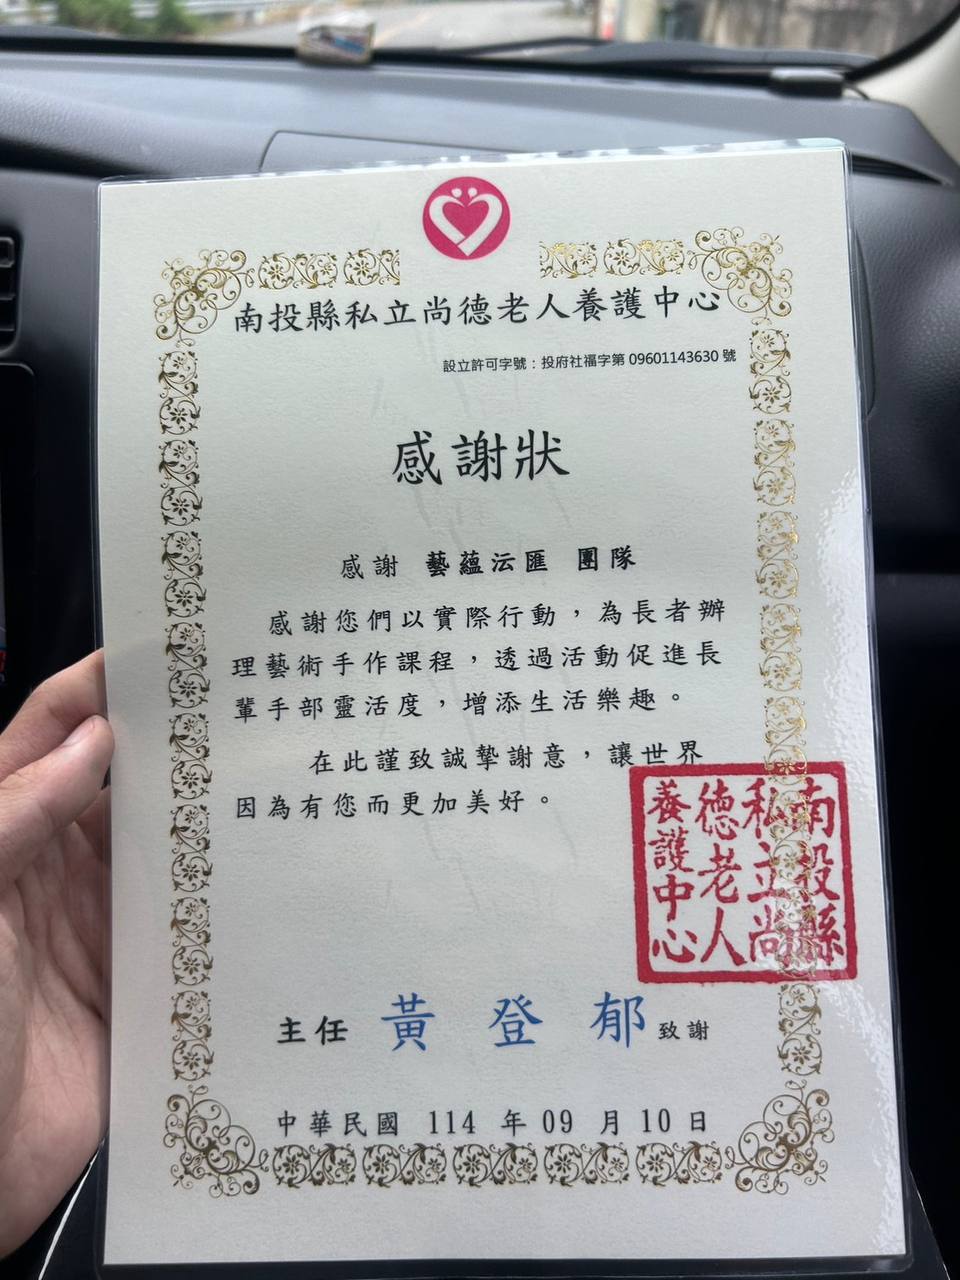 南投縣私立尚德老人養護中心
設立許可字號：投府社福字第 09601143630 號
感謝狀
感謝 藝蘊沄匯 團隊
感謝您們以實際行動，為長者辦
理藝術手作課程，透過活動促進長
輩手部靈活度，增添生活樂趣。
在此謹致誠摯謝意，讓世界
因為有您而更加美好。
南投縣
私立尚
德老人
養護中心
主任 黃登郁 致謝
中華民國 114 年 09 月 10 日